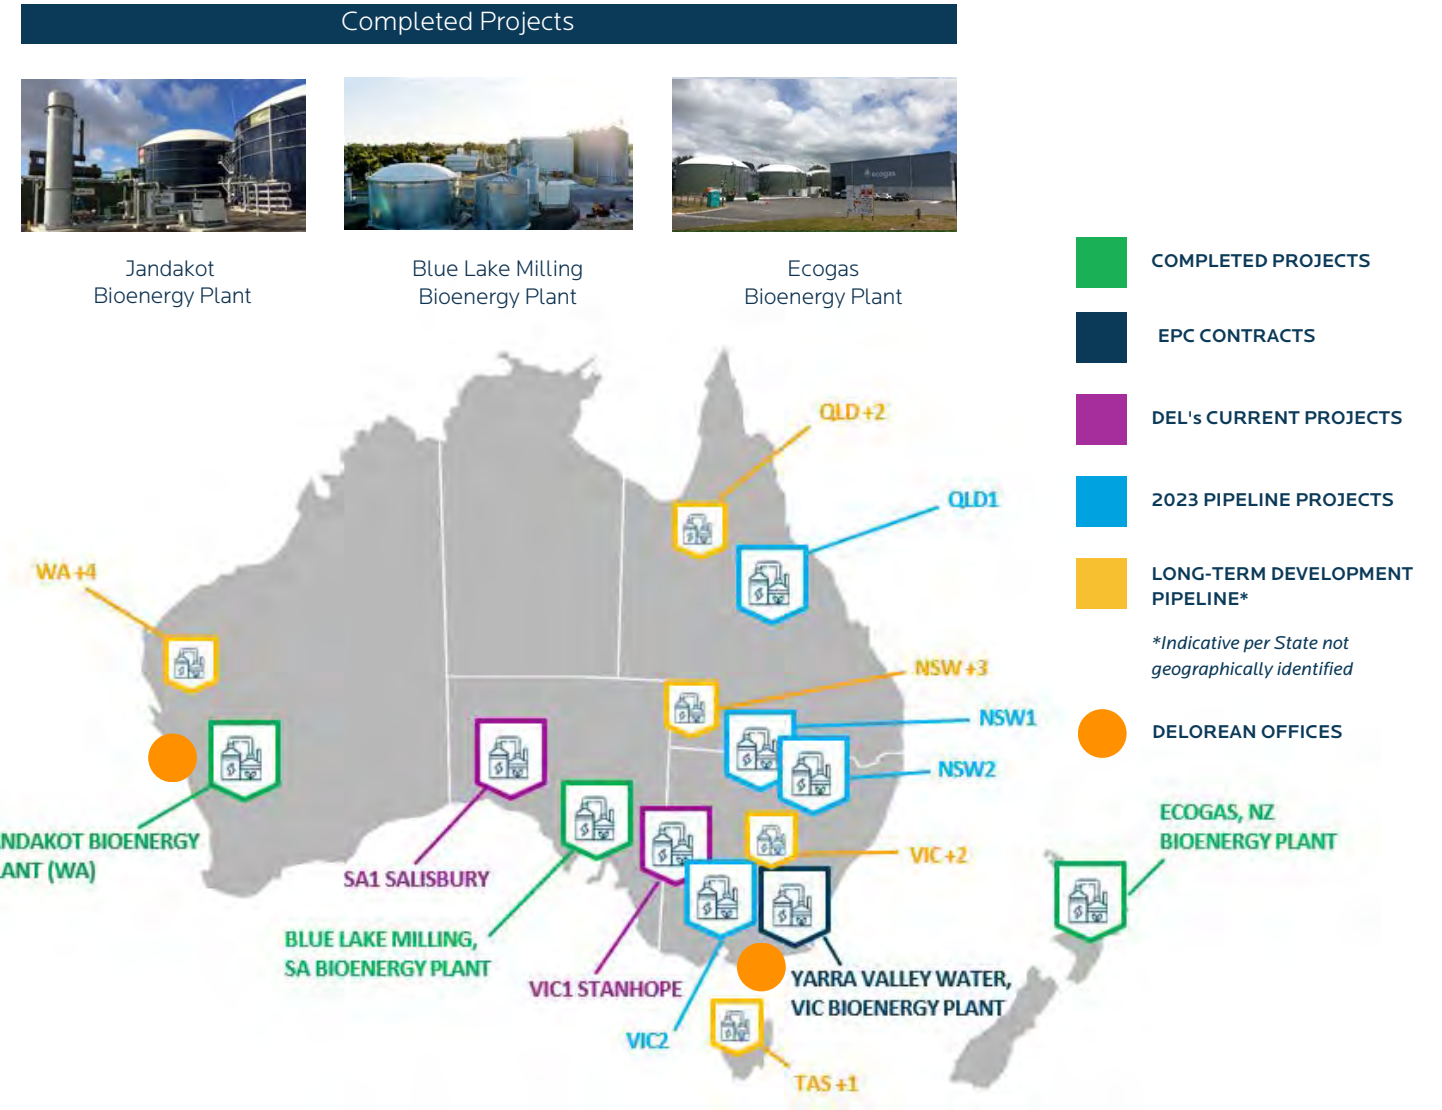 Completed Projects
ecogas
Jandakot
Bioenergy Plant
Blue Lake Milling
Bioenergy Plant
Ecogas
Bioenergy Plant
COMPLETED PROJECTS
EPC CONTRACTS
DEL's CURRENT PROJECTS
2023 PIPELINE PROJECTS
LONG-TERM DEVELOPMENT
PIPELINE*
*Indicative per State not
geographically identified
DELOREAN OFFICES
QLD +2
QLD1
WA +4
NSW +3
NSW1
NSW2
ECOGAS, NZ
BIOENERGY PLANT
NDAKOT BIOENERGY
ANT (WA)
SA1 SALISBURY
VIC +2
BLUE LAKE MILLING,
SA BIOENERGY PLANT
VIC1 STANHOPE
YARRA VALLEY WATER,
VIC BIOENERGY PLANT
VIC2
TAS +1